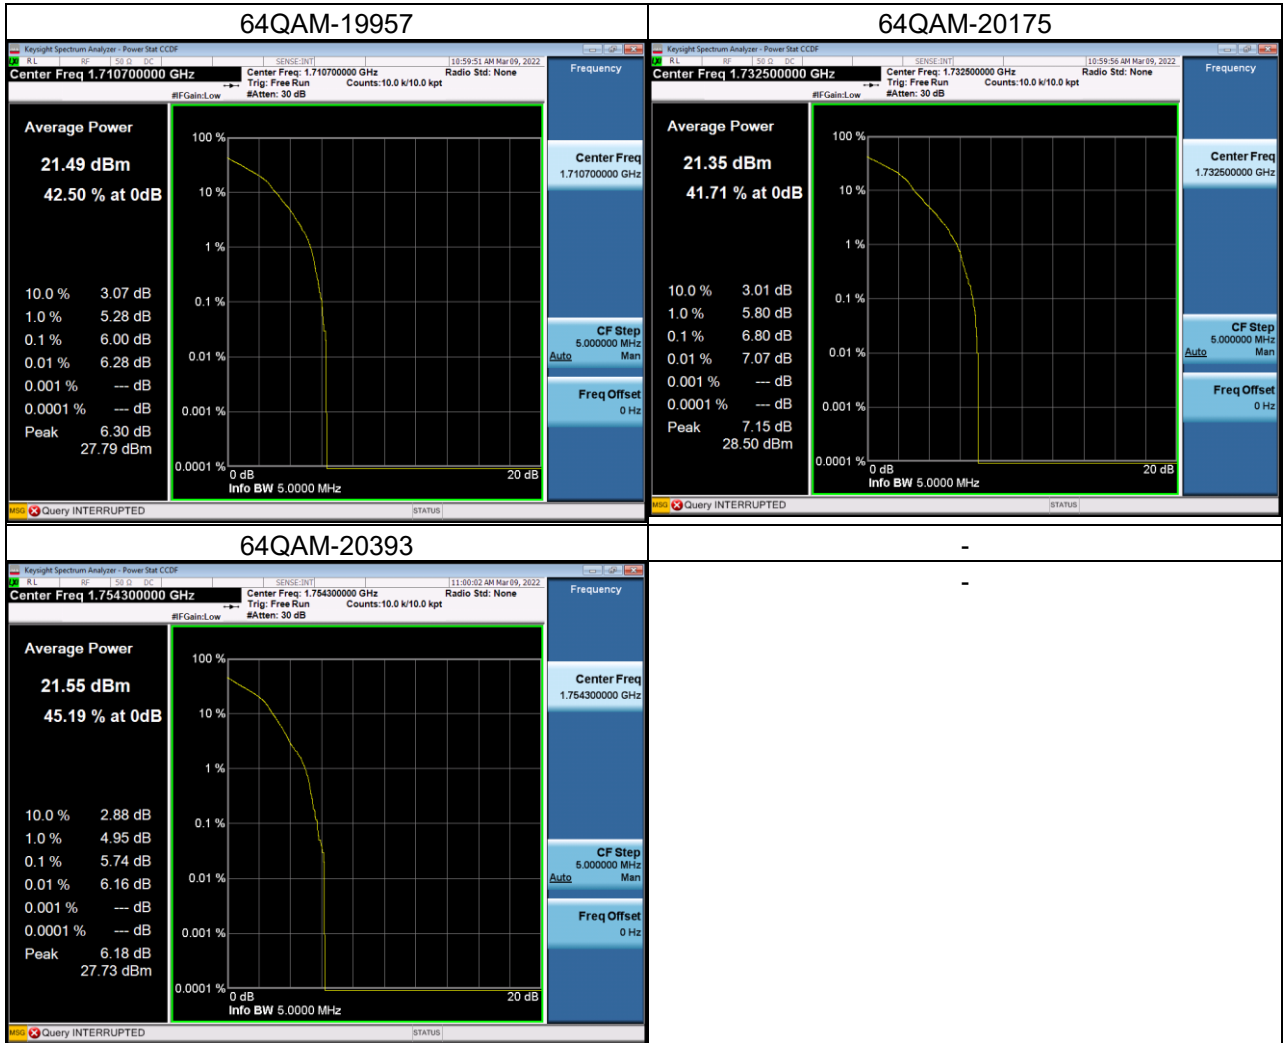 64QAM-19957
Keysight Spectrum Analyzer - Power Stat CCDF
RL RF 50 Ω DC SENSE:INT 10:59:51 AM Mar 09, 2022
Center Freq 1.710700000 GHz
Center Freq: 1.710700000 GHz Radio Std: None
Trig: Free Run Counts:10.0 k/10.0 kpt
#IFGain:Low #Atten: 30 dB
Frequency
Average Power
21.49 dBm
42.50 % at 0dB
10.0 % 3.07 dB
1.0 % 5.28 dB
0.1 % 6.00 dB
0.01 % 6.28 dB
0.001 % --- dB
0.0001 % --- dB
Peak 6.30 dB
27.79 dBm
100 %
10 %
1 %
0.1 %
0.01 %
0.001 %
0.0001 %
0 dB 20 dB
Info BW 5.0000 MHz
Center Freq
1.710700000 GHz
CF Step
5.000000 MHz
Auto Man
Freq Offset
0 Hz
MSG Query INTERRUPTED STATUS
64QAM-20175
Keysight Spectrum Analyzer - Power Stat CCDF
RL RF 50 Ω DC SENSE:INT 10:59:56 AM Mar 09, 2022
Center Freq 1.732500000 GHz
Center Freq: 1.732500000 GHz Radio Std: None
Trig: Free Run Counts:10.0 k/10.0 kpt
#IFGain:Low #Atten: 30 dB
Frequency
Average Power
21.35 dBm
41.71 % at 0dB
10.0 % 3.01 dB
1.0 % 5.80 dB
0.1 % 6.80 dB
0.01 % 7.07 dB
0.001 % --- dB
0.0001 % --- dB
Peak 7.15 dB
28.50 dBm
100 %
10 %
1 %
0.1 %
0.01 %
0.001 %
0.0001 %
0 dB 20 dB
Info BW 5.0000 MHz
Center Freq
1.732500000 GHz
CF Step
5.000000 MHz
Auto Man
Freq Offset
0 Hz
MSG Query INTERRUPTED STATUS
64QAM-20393
Keysight Spectrum Analyzer - Power Stat CCDF
RL RF 50 Ω DC SENSE:INT 11:00:02 AM Mar 09, 2022
Center Freq 1.754300000 GHz
Center Freq: 1.754300000 GHz Radio Std: None
Trig: Free Run Counts:10.0 k/10.0 kpt
#IFGain:Low #Atten: 30 dB
Frequency
Average Power
21.55 dBm
45.19 % at 0dB
10.0 % 2.88 dB
1.0 % 4.95 dB
0.1 % 5.74 dB
0.01 % 6.16 dB
0.001 % --- dB
0.0001 % --- dB
Peak 6.18 dB
27.73 dBm
100 %
10 %
1 %
0.1 %
0.01 %
0.001 %
0.0001 %
0 dB 20 dB
Info BW 5.0000 MHz
Center Freq
1.754300000 GHz
CF Step
5.000000 MHz
Auto Man
Freq Offset
0 Hz
MSG Query INTERRUPTED STATUS
-
-